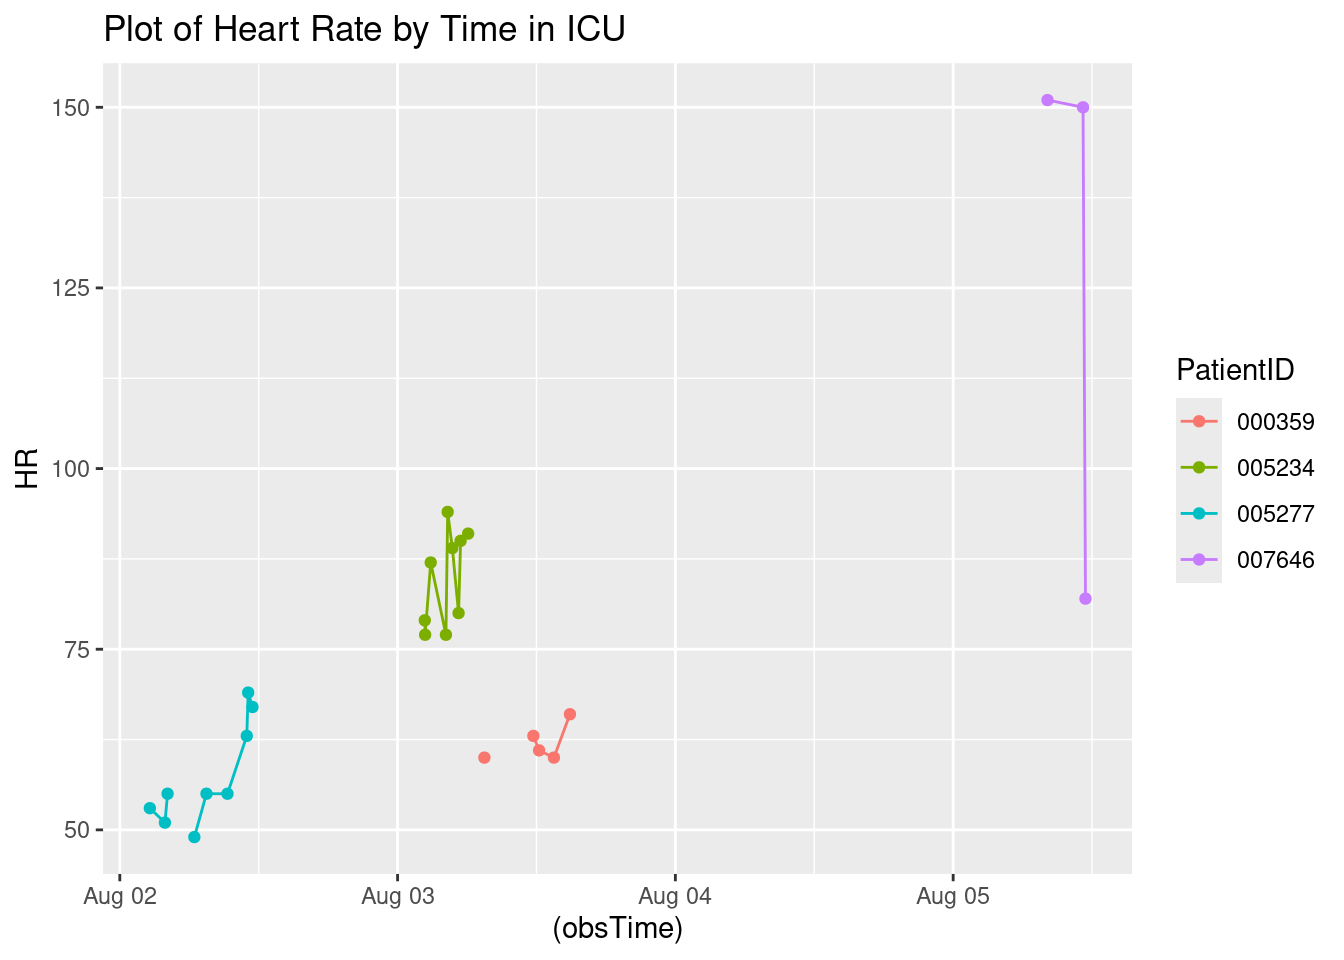 Plot of Heart Rate by Time in ICU
150
125
100
75
50
HR
Aug 02
Aug 03
Aug 04
Aug 05
(obsTime)
PatientID
000359
005234
005277
007646